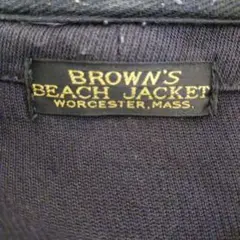 BROWN'S
BEACH JACKET
WORCESTER, MASS.